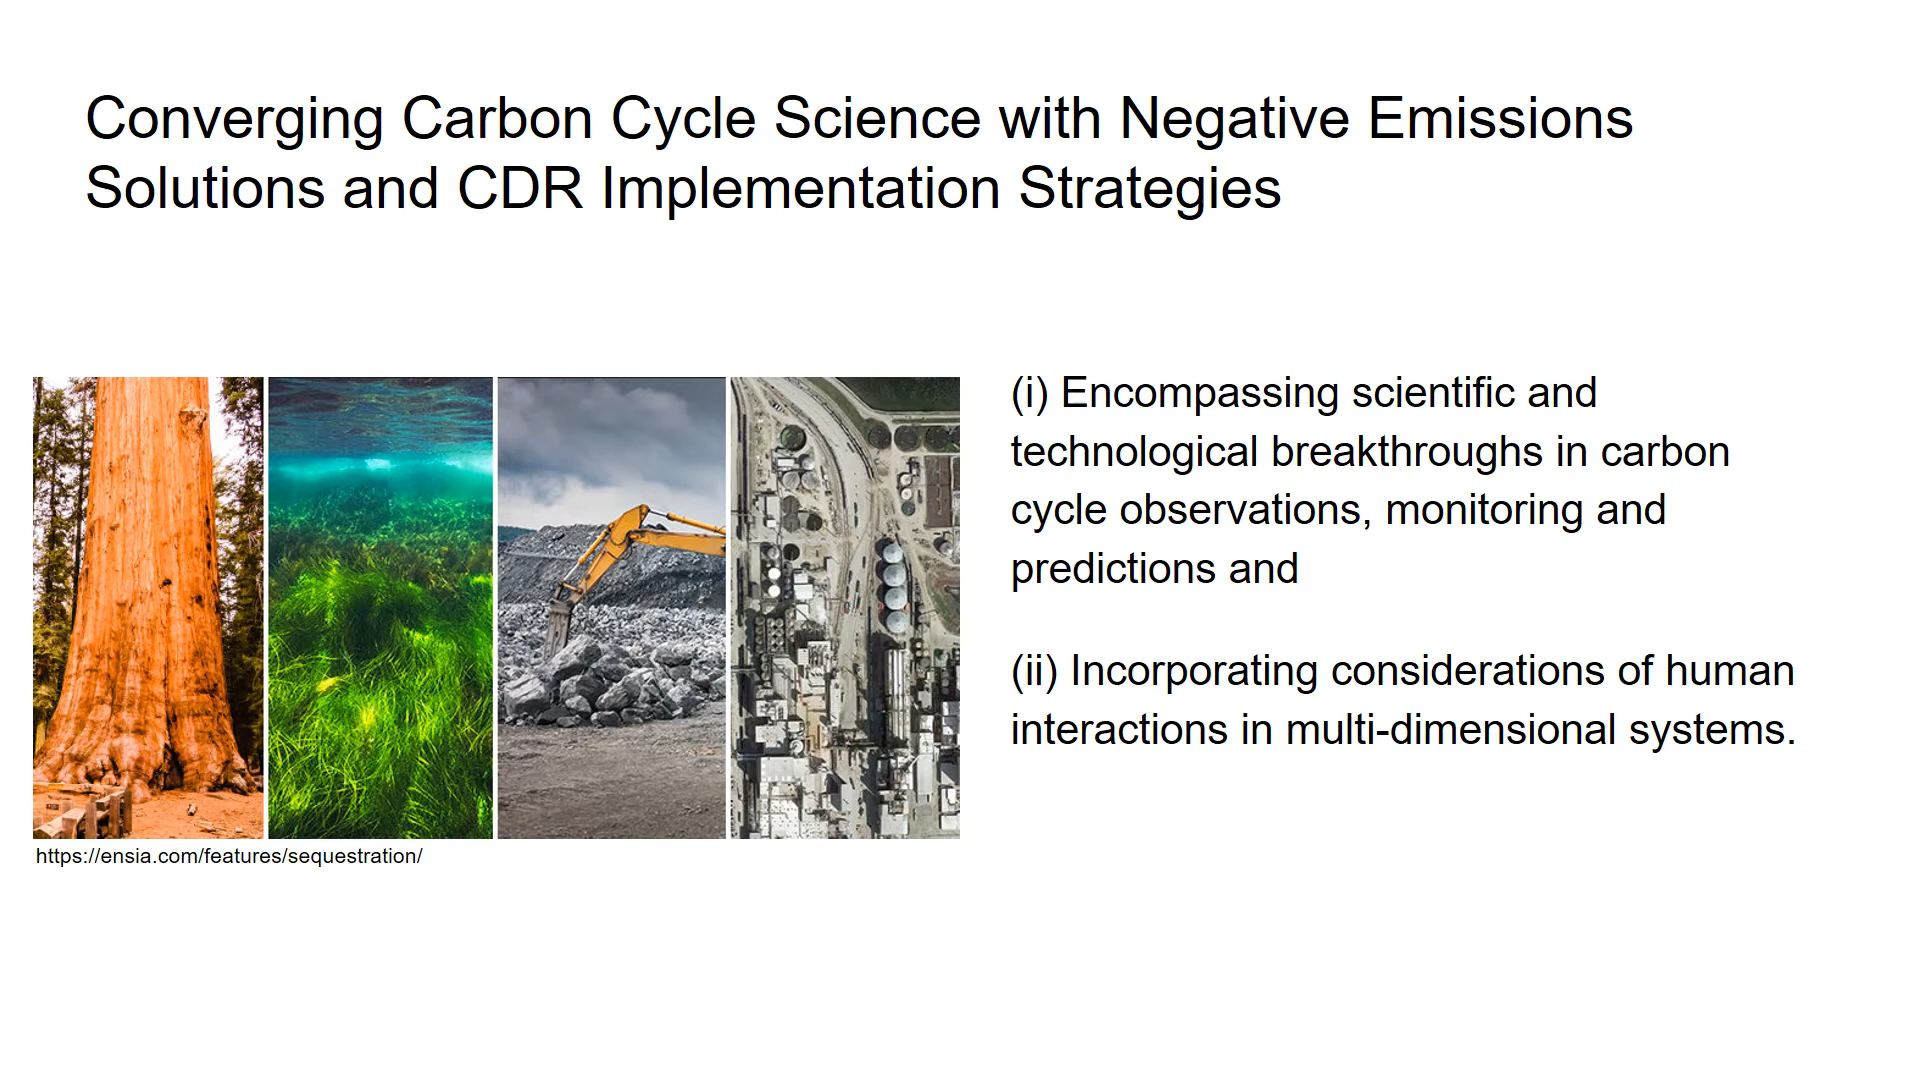 Converging Carbon Cycle Science with Negative Emissions
Solutions and CDR Implementation Strategies
(i) Encompassing scientific and
technological breakthroughs in carbon
cycle observations, monitoring and
predictions and
(ii) Incorporating considerations of human
interactions in multi-dimensional systems.
https://ensia.com/features/sequestration/